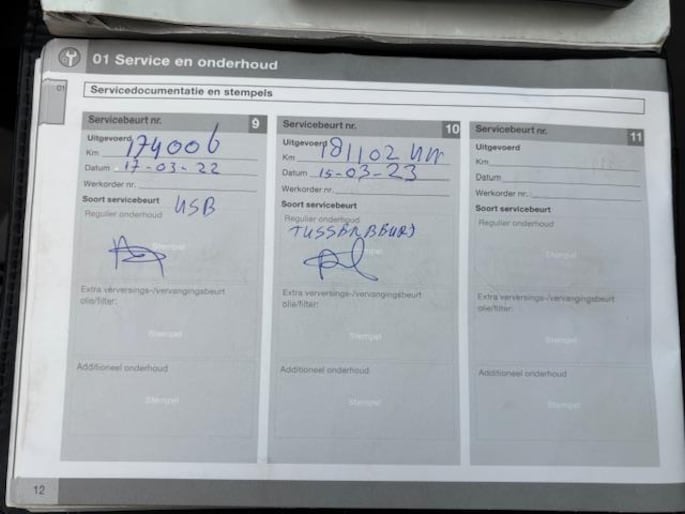 01 Service en onderhoud
01
Servicedocumentatie en stempels
Servicebeurt nr. 9
Uitgevoerd
Km 174006
Datum 17-03-22
Werkorder nr.
Soort servicebeurt
Regulier onderhoud
Stempel
Extra verversings-/vervangingsbeurt
olie/filter:
Stempel
Additioneel onderhoud
Stempel
Servicebeurt nr. 10
Uitgevoerd
Km 181102
Datum 15-03-23
Werkorder nr.
Soort servicebeurt
Regulier onderhoud
TUSSENBEURT
Stempel
Extra verversings-/vervangingsbeurt
olie/filter:
Stempel
Additioneel onderhoud
Stempel
Servicebeurt nr. 11
Uitgevoerd
Km
Datum
Werkorder nr.
Soort servicebeurt
Regulier onderhoud
Stempel
Extra verversings-/vervangingsbeurt
olie/filter:
Stempel
Additioneel onderhoud
Stempel
12